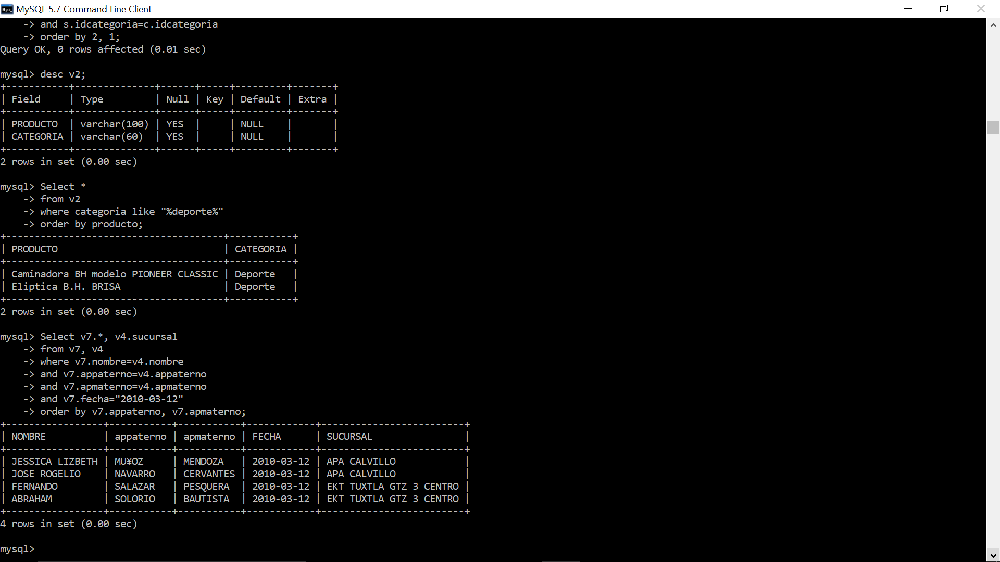 MySQL 5.7 Command Line Client
    -> and s.idcategoria=c.idcategoria
    -> order by 2, 1;
Query OK, 0 rows affected (0.01 sec)

mysql> desc v2;
+-----------+--------------+------+-----+---------+-------+
| Field     | Type         | Null | Key | Default | Extra |
+-----------+--------------+------+-----+---------+-------+
| PRODUCTO  | varchar(100) | YES  |     | NULL    |       |
| CATEGORIA | varchar(60)  | YES  |     | NULL    |       |
+-----------+--------------+------+-----+---------+-------+
2 rows in set (0.00 sec)

mysql> Select *
    -> from v2
    -> where categoria like "%deporte%"
    -> order by producto;
+--------------------------------------+-----------+
| PRODUCTO                             | CATEGORIA |
+--------------------------------------+-----------+
| Caminadora BH modelo PIONEER CLASSIC | Deporte   |
| Eliptica B.H. BRISA                  | Deporte   |
+--------------------------------------+-----------+
2 rows in set (0.00 sec)

mysql> Select v7.*, v4.sucursal
    -> from v7, v4
    -> where v7.nombre=v4.nombre
    -> and v7.appaterno=v4.appaterno
    -> and v7.apmaterno=v4.apmaterno
    -> and v7.fecha="2010-03-12"
    -> order by v7.appaterno, v7.apmaterno;
+-----------------+-----------+-----------+------------+-------------------------+
| NOMBRE          | appaterno | apmaterno | FECHA      | SUCURSAL                |
+-----------------+-----------+-----------+------------+-------------------------+
| JESSICA LIZBETH | MU¥OZ     | MENDOZA   | 2010-03-12 | APA CALVILLO            |
| JOSE ROGELIO    | NAVARRO   | CERVANTES | 2010-03-12 | APA CALVILLO            |
| FERNANDO        | SALAZAR   | PESQUERA  | 2010-03-12 | EKT TUXTLA GTZ 3 CENTRO |
| ABRAHAM         | SOLORIO   | BAUTISTA  | 2010-03-12 | EKT TUXTLA GTZ 3 CENTRO |
+-----------------+-----------+-----------+------------+-------------------------+
4 rows in set (0.00 sec)

mysql>